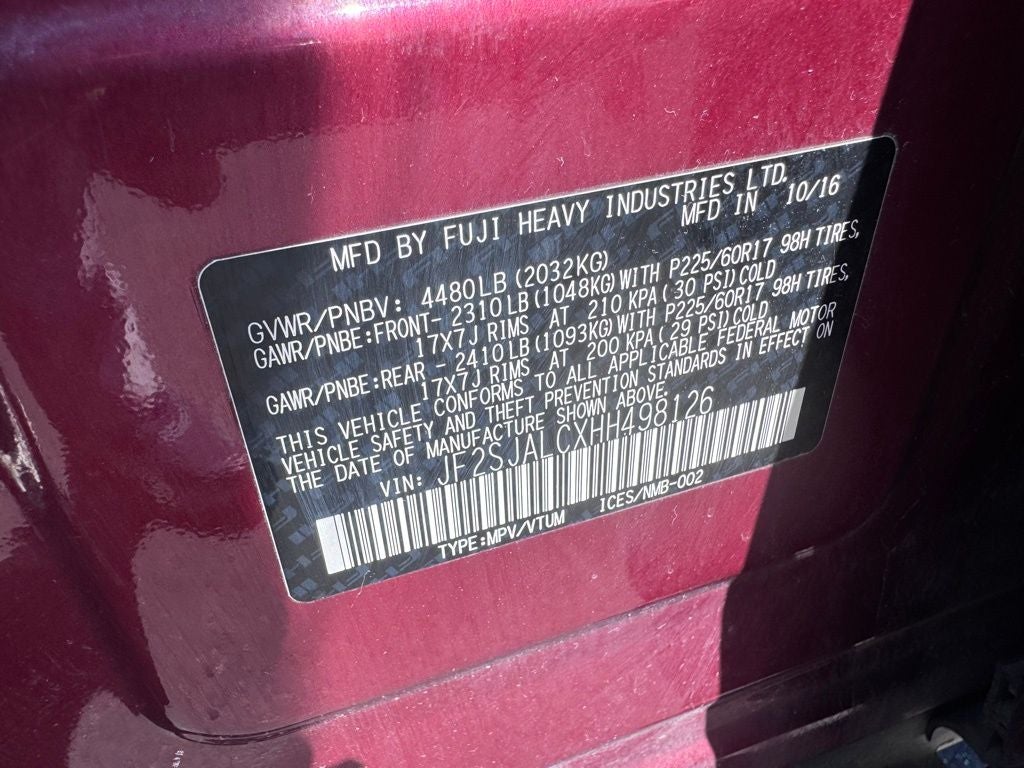 MFD BY FUJI HEAVY INDUSTRIES LTD.
MFD IN 10/16
GVWR/PNBV: 4480LB(2032KG)
GAWR/PNBE:FRONT- 2310LB(1048KG)WITH P225/60R17 98H TIRES,
17X7J RIMS AT 210 KPA(30 PSI)COLD
GAWR/PNBE:REAR - 2410LB(1093KG)WITH P225/60R17 98H TIRES,
17X7J RIMS AT 200 KPA(29 PSI)COLD
THIS VEHICLE CONFORMS TO ALL APPLICABLE FEDERAL MOTOR
VEHICLE SAFETY AND THEFT PREVENTION STANDARDS IN EFFECT ON
THE DATE OF MANUFACTURE SHOWN ABOVE.
VIN: JF2SJALCXHH498126
TYPE:MPV/VTUM ICES/NMB-002